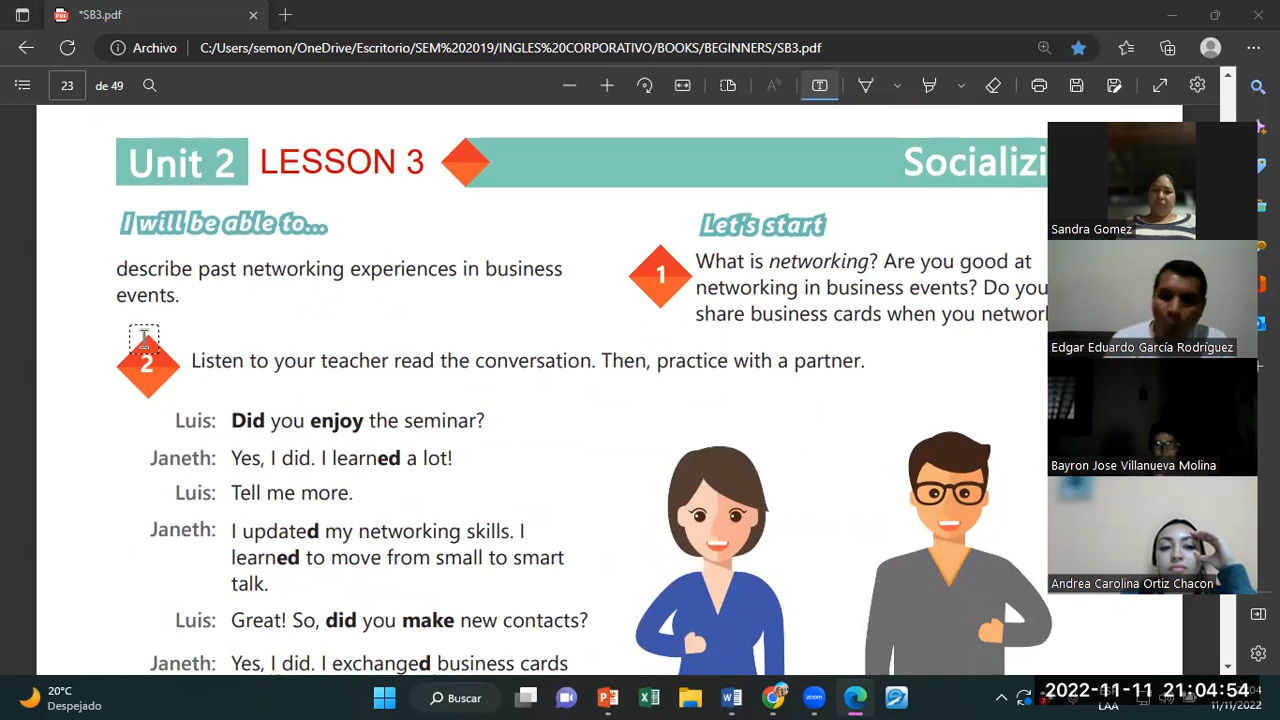 *SB3.pdf
Archivo
C:/Users/semon/OneDrive/Escritorio/SEM%202019/INGLES%20CORPORATIVO/BOOKS/BEGINNERS/SB3.pdf
23
de 49
Unit 2
LESSON 3
Socializi
I will be able to...
describe past networking experiences in business
events.
Let's start
1
What is networking? Are you good at
networking in business events? Do you
share business cards when you networ
2
Listen to your teacher read the conversation. Then, practice with a partner.
Luis: Did you enjoy the seminar?
Janeth: Yes, I did. I learned a lot!
Luis: Tell me more.
Janeth: I updated my networking skills. I
learned to move from small to smart
talk.
Luis: Great! So, did you make new contacts?
Janeth: Yes, I did. I exchanged business cards
Sandra Gomez
Edgar Eduardo García Rodríguez
Bayron Jose Villanueva Molina
Andrea Carolina Ortiz Chacon
20°C
Despejado
Buscar
LAA
2022-11-11 21:04:54
11/11/2022